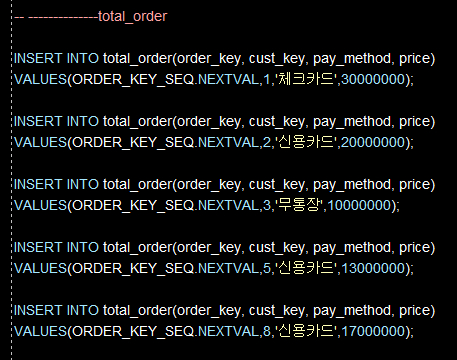 -- --------------total_order
INSERT INTO total_order(order_key, cust_key, pay_method, price)
VALUES(ORDER_KEY_SEQ.NEXTVAL,1,'체크카드',30000000);
INSERT INTO total_order(order_key, cust_key, pay_method, price)
VALUES(ORDER_KEY_SEQ.NEXTVAL,2,'신용카드',20000000);
INSERT INTO total_order(order_key, cust_key, pay_method, price)
VALUES(ORDER_KEY_SEQ.NEXTVAL,3,'무통장',10000000);
INSERT INTO total_order(order_key, cust_key, pay_method, price)
VALUES(ORDER_KEY_SEQ.NEXTVAL,5,'신용카드',13000000);
INSERT INTO total_order(order_key, cust_key, pay_method, price)
VALUES(ORDER_KEY_SEQ.NEXTVAL,8,'신용카드',17000000);